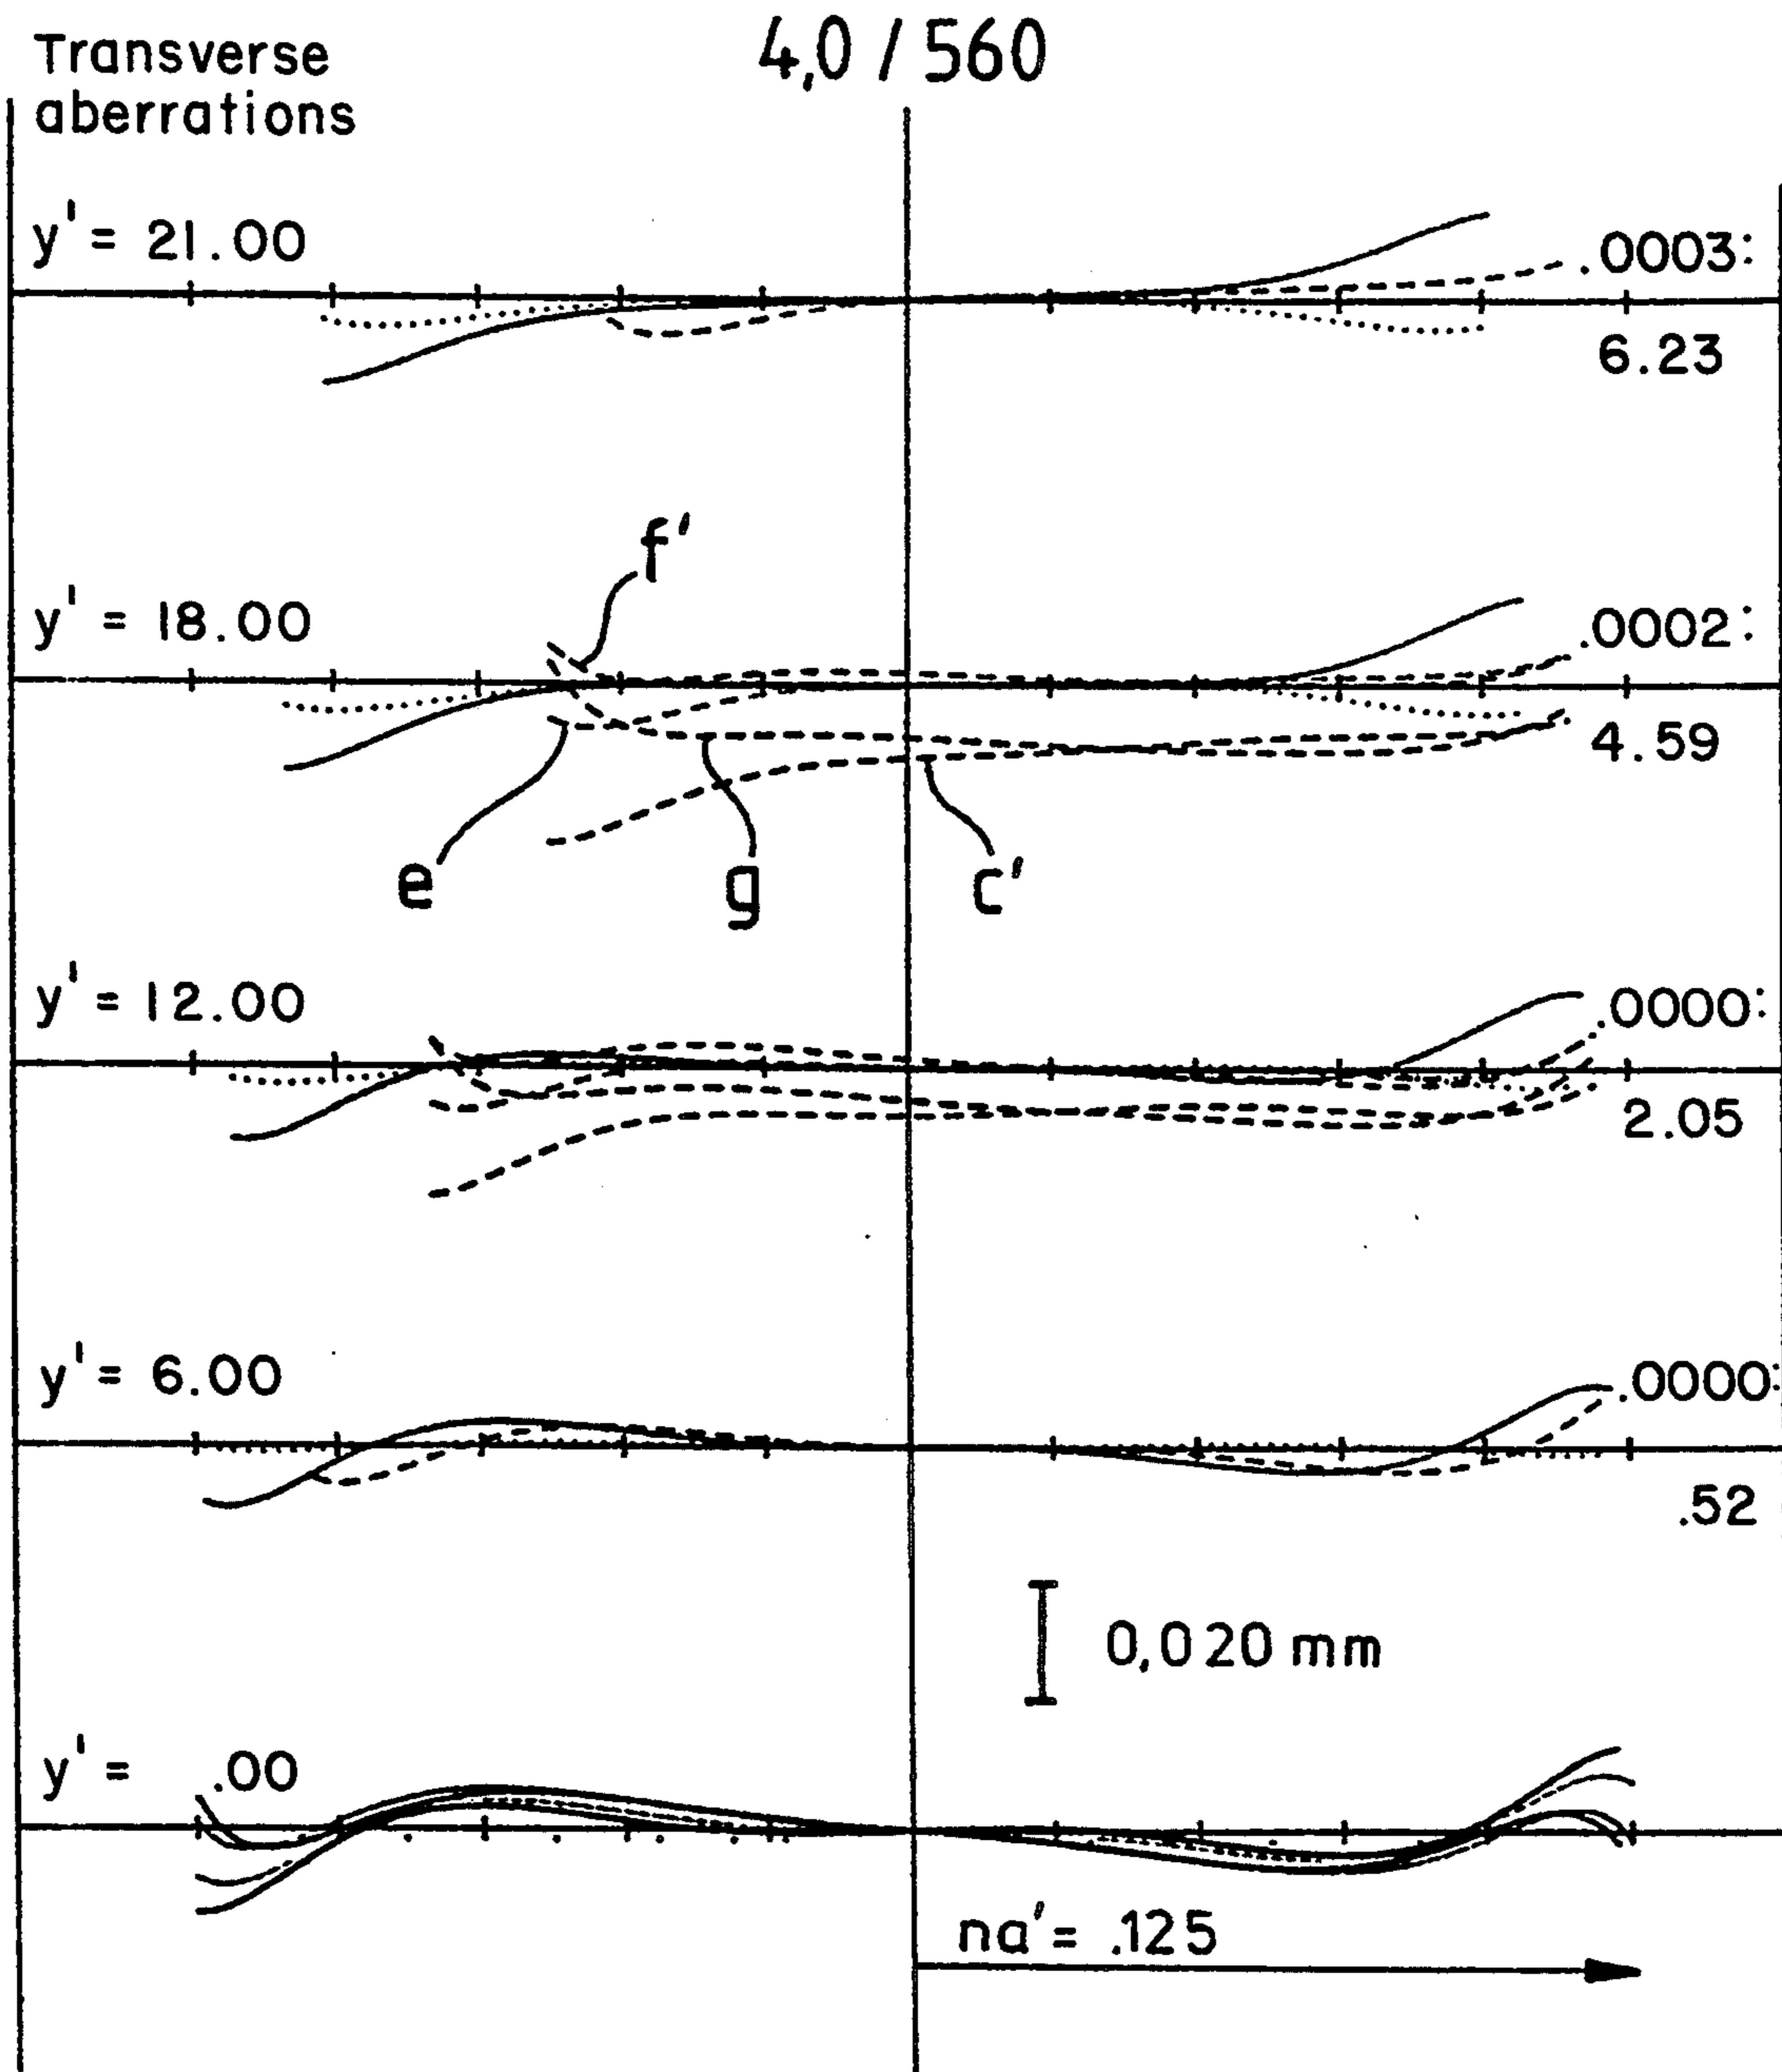 Transverse
aberrations
4,0 / 560
y' = 21.00
.0003:
6.23
f'
y' = 18.00
.0002:
4.59
e
g
c'
y' = 12.00
.0000:
2.05
y' = 6.00
.0000:
.52
0,020 mm
y' = .00
na' = .125